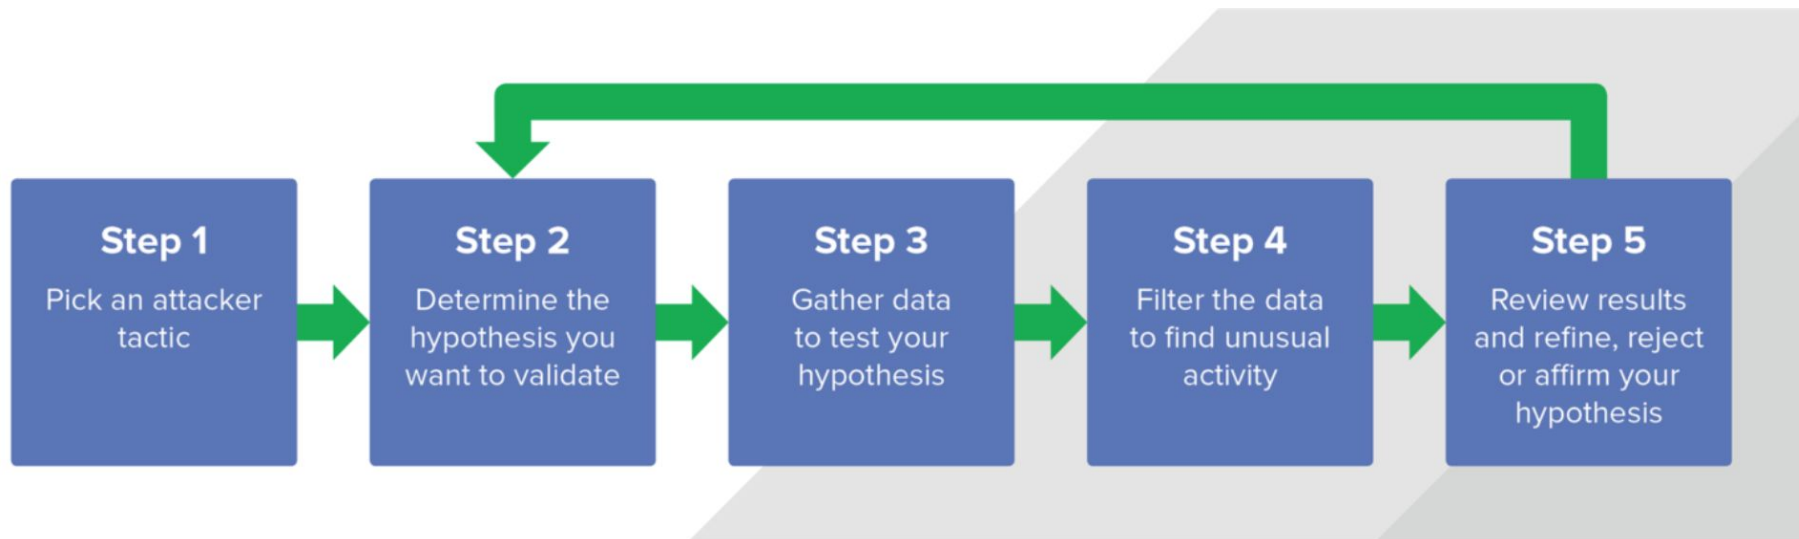 Step 1
Pick an attacker
tactic
Step 2
Determine the
hypothesis you
want to validate
Step 3
Gather data
to test your
hypothesis
Step 4
Filter the data
to find unusual
activity
Step 5
Review results
and refine, reject
or affirm your
hypothesis